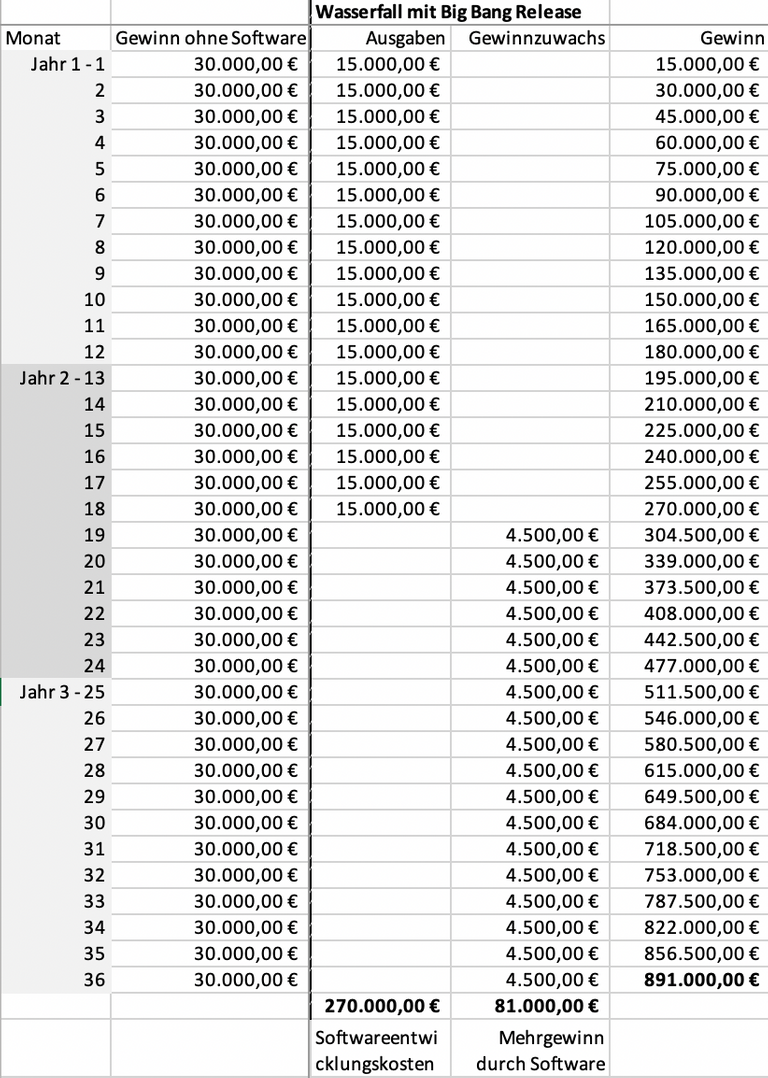 Wasserfall mit Big Bang Release
Monat Gewinn ohne Software Ausgaben Gewinnzuwachs Gewinn
Jahr 1 - 1 30.000,00 € 15.000,00 € 15.000,00 €
2 30.000,00 € 15.000,00 € 30.000,00 €
3 30.000,00 € 15.000,00 € 45.000,00 €
4 30.000,00 € 15.000,00 € 60.000,00 €
5 30.000,00 € 15.000,00 € 75.000,00 €
6 30.000,00 € 15.000,00 € 90.000,00 €
7 30.000,00 € 15.000,00 € 105.000,00 €
8 30.000,00 € 15.000,00 € 120.000,00 €
9 30.000,00 € 15.000,00 € 135.000,00 €
10 30.000,00 € 15.000,00 € 150.000,00 €
11 30.000,00 € 15.000,00 € 165.000,00 €
12 30.000,00 € 15.000,00 € 180.000,00 €
Jahr 2 - 13 30.000,00 € 15.000,00 € 195.000,00 €
14 30.000,00 € 15.000,00 € 210.000,00 €
15 30.000,00 € 15.000,00 € 225.000,00 €
16 30.000,00 € 15.000,00 € 240.000,00 €
17 30.000,00 € 15.000,00 € 255.000,00 €
18 30.000,00 € 15.000,00 € 270.000,00 €
19 30.000,00 € 4.500,00 € 304.500,00 €
20 30.000,00 € 4.500,00 € 339.000,00 €
21 30.000,00 € 4.500,00 € 373.500,00 €
22 30.000,00 € 4.500,00 € 408.000,00 €
23 30.000,00 € 4.500,00 € 442.500,00 €
24 30.000,00 € 4.500,00 € 477.000,00 €
Jahr 3 - 25 30.000,00 € 4.500,00 € 511.500,00 €
26 30.000,00 € 4.500,00 € 546.000,00 €
27 30.000,00 € 4.500,00 € 580.500,00 €
28 30.000,00 € 4.500,00 € 615.000,00 €
29 30.000,00 € 4.500,00 € 649.500,00 €
30 30.000,00 € 4.500,00 € 684.000,00 €
31 30.000,00 € 4.500,00 € 718.500,00 €
32 30.000,00 € 4.500,00 € 753.000,00 €
33 30.000,00 € 4.500,00 € 787.500,00 €
34 30.000,00 € 4.500,00 € 822.000,00 €
35 30.000,00 € 4.500,00 € 856.500,00 €
36 30.000,00 € 4.500,00 € 891.000,00 €
270.000,00 € 81.000,00 €
Softwareentwi Mehrgewinn
cklungskosten durch Software